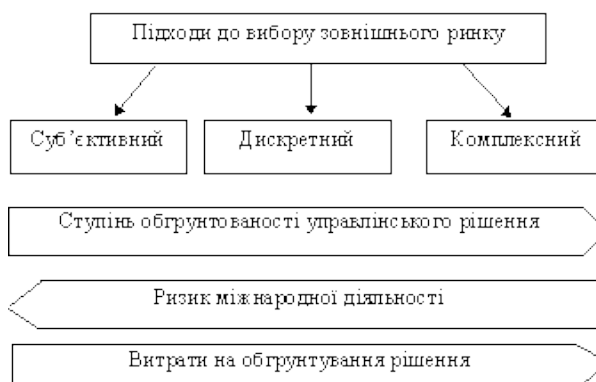 Підходи до вибору зовнішнього ринку
Суб'єктивний Дискретний Комплексний
Ступінь обгрунтованості управлінського рішення
Ризик міжнародної діяльності
Витрати на обгрунтування рішення